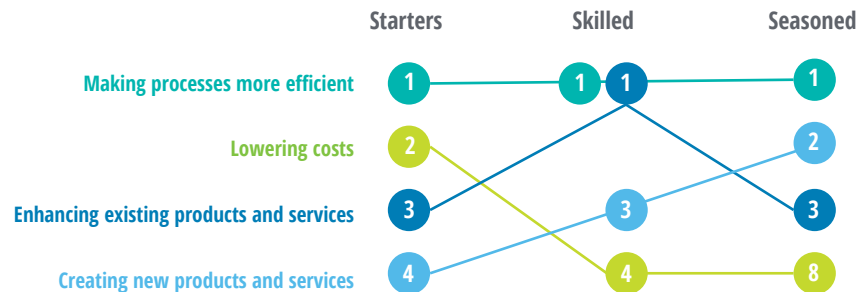 Starters Skilled Seasoned
Making processes more efficient 1 1 1 1
Lowering costs 2 2
Enhancing existing products and services 3 3 3
Creating new products and services 4 4 8